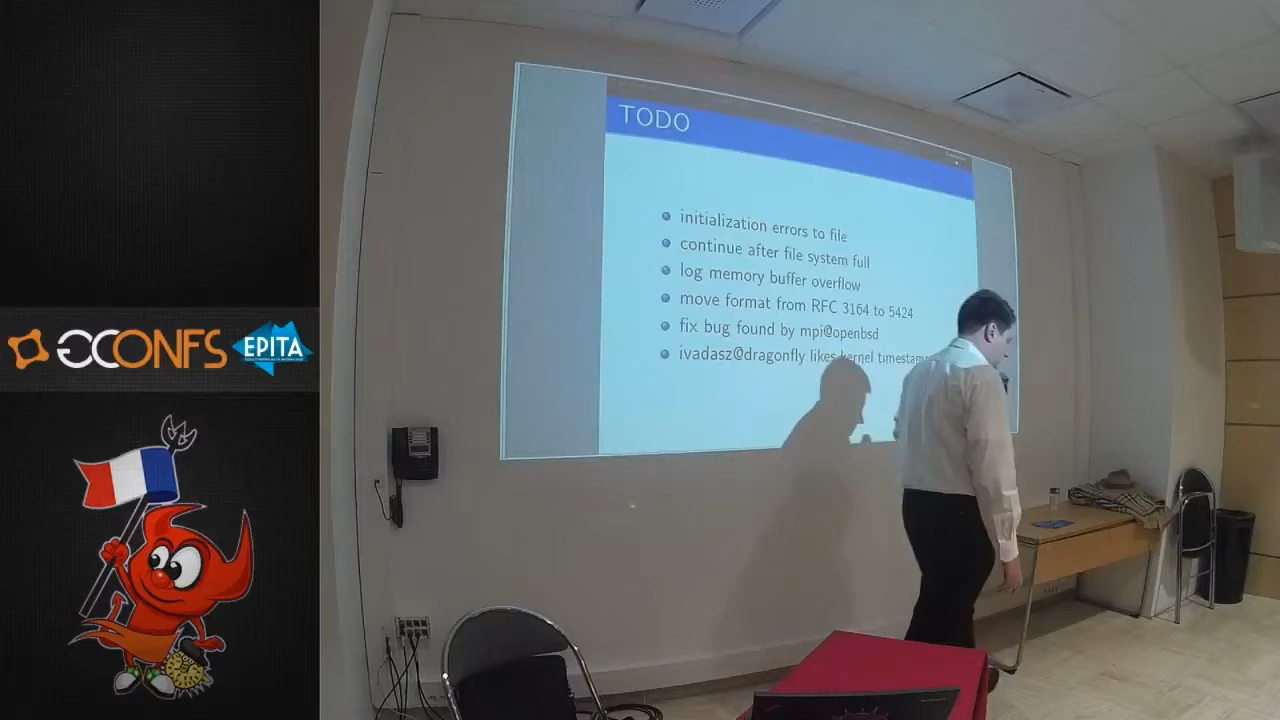 TODO
initialization errors to file
continue after file system full
log memory buffer overflow
move format from RFC 3164 to 5424
fix bug found by mpi@openbsd
ivadasz@dragonfly likes kernel
GCONFS
EPITA